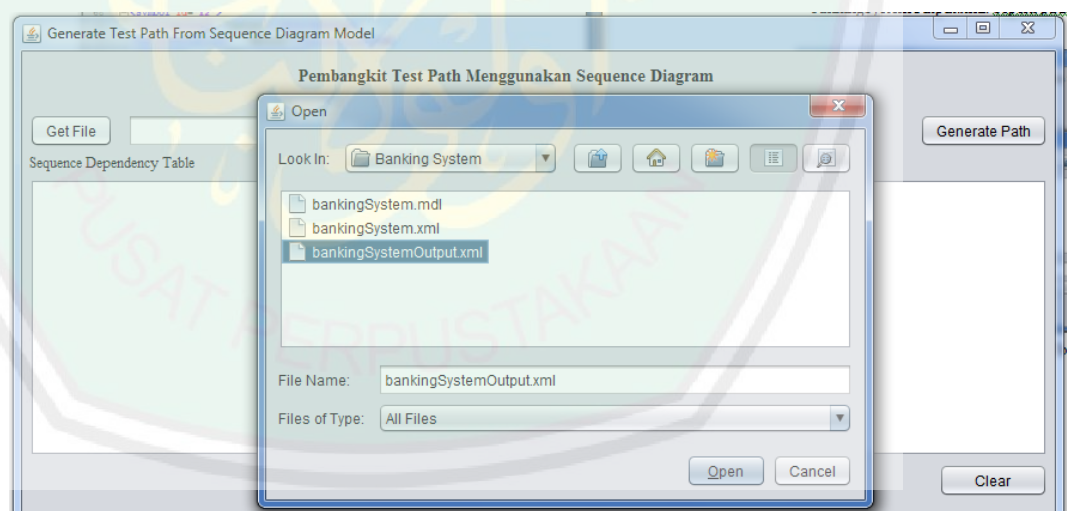 Generate Test Path From Sequence Diagram Model
Pembangkit Test Path Menggunakan Sequence Diagram
Open
Get File
Generate Path
Look In: Banking System
Sequence Dependency Table
bankingSystem.mdl
bankingSystem.xml
bankingSystemOutput.xml
PUSAT PERPUSTAKAAN
File Name: bankingSystemOutput.xml
Files of Type: All Files
Open Cancel
Clear